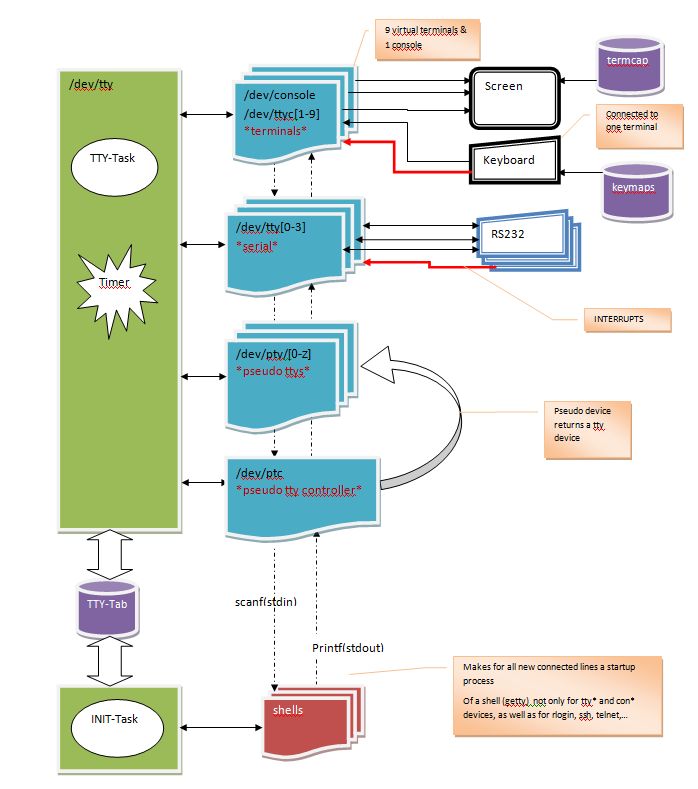 9 virtual terminals &
1 console
/dev/tty
termcap
/dev/console
/dev/ttyc[1-9]
*terminals*
Screen
Connected to
one terminal
TTY-Task
Keyboard
keymaps
/dev/tty[0-3]
*serial*
RS232
Timer
INTERRUPTS
/dev/pty/[0-Z]
*pseudo ttys*
Pseudo device
returns a tty
device
/dev/ptc
*pseudo tty controller*
TTY-Tab
scanf(stdin)
Printf(stdout)
Makes for all new connected lines a startup
process
Of a shell (getty), not only for tty* and con*
devices, as well as for rlogin, ssh, telnet,...
INIT-Task
shells